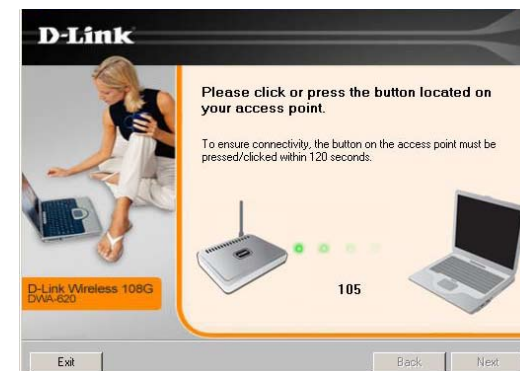 D-Link
Please click or press the button located on
your access point.
To ensure connectivity, the button on the access point must be
pressed/clicked within 120 seconds.
105
D-Link Wireless 108G
DWA-620
Exit
Back
Next